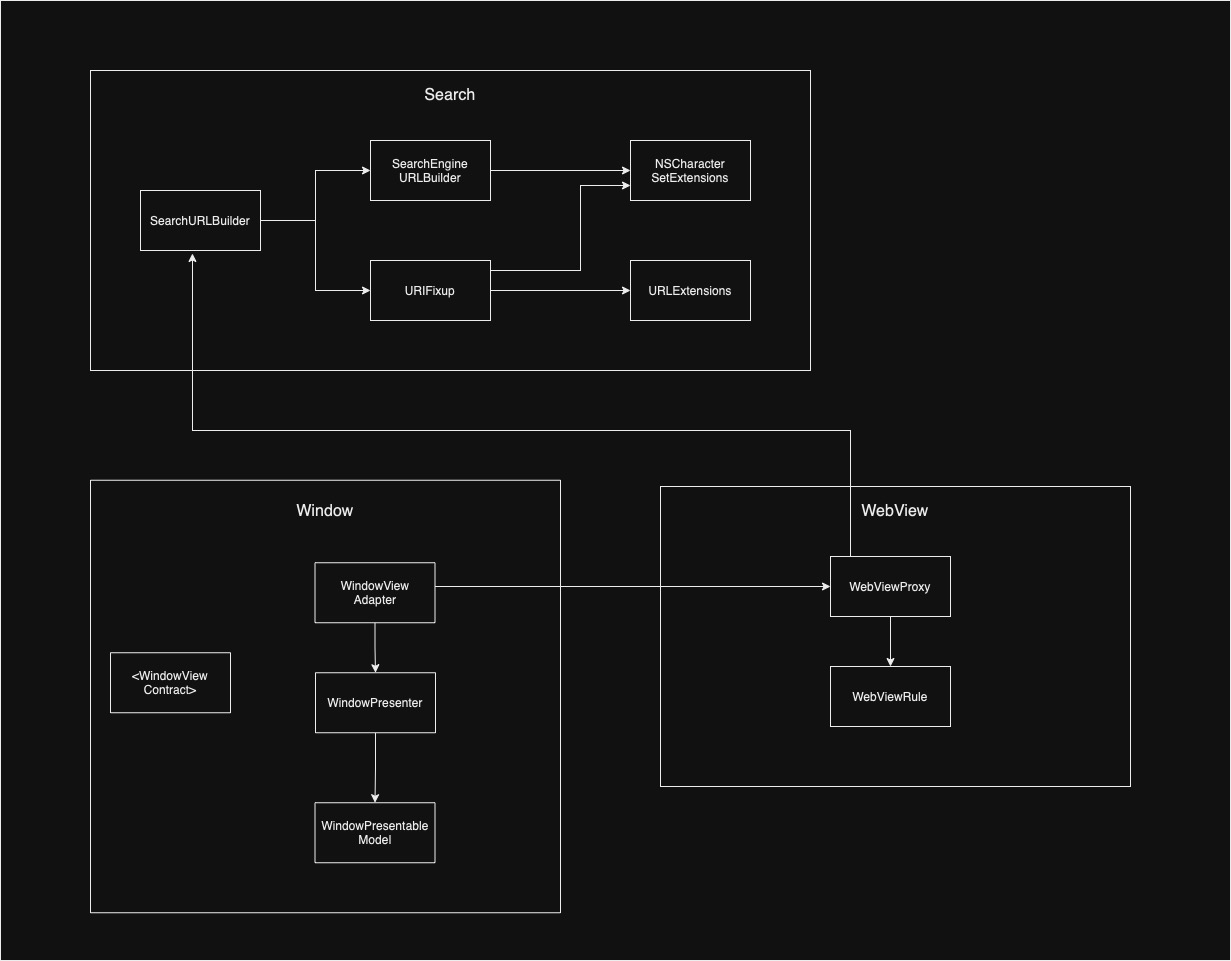 Search
SearchEngine
URLBuilder
NSCharacter
SetExtensions
SearchURLBuilder
URIFixup
URLExtensions
Window
WindowView
Adapter
<WindowView
Contract>
WindowPresenter
WindowPresentable
Model
WebView
WebViewProxy
WebViewRule